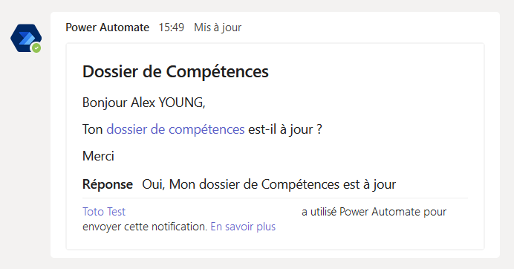 Power Automate 15:49 Mis à jour
Dossier de Compétences
Bonjour Alex YOUNG,
Ton dossier de compétences est-il à jour ?
Merci
Réponse Oui, Mon dossier de Compétences est à jour
Toto Test a utilisé Power Automate pour
envoyer cette notification. En savoir plus